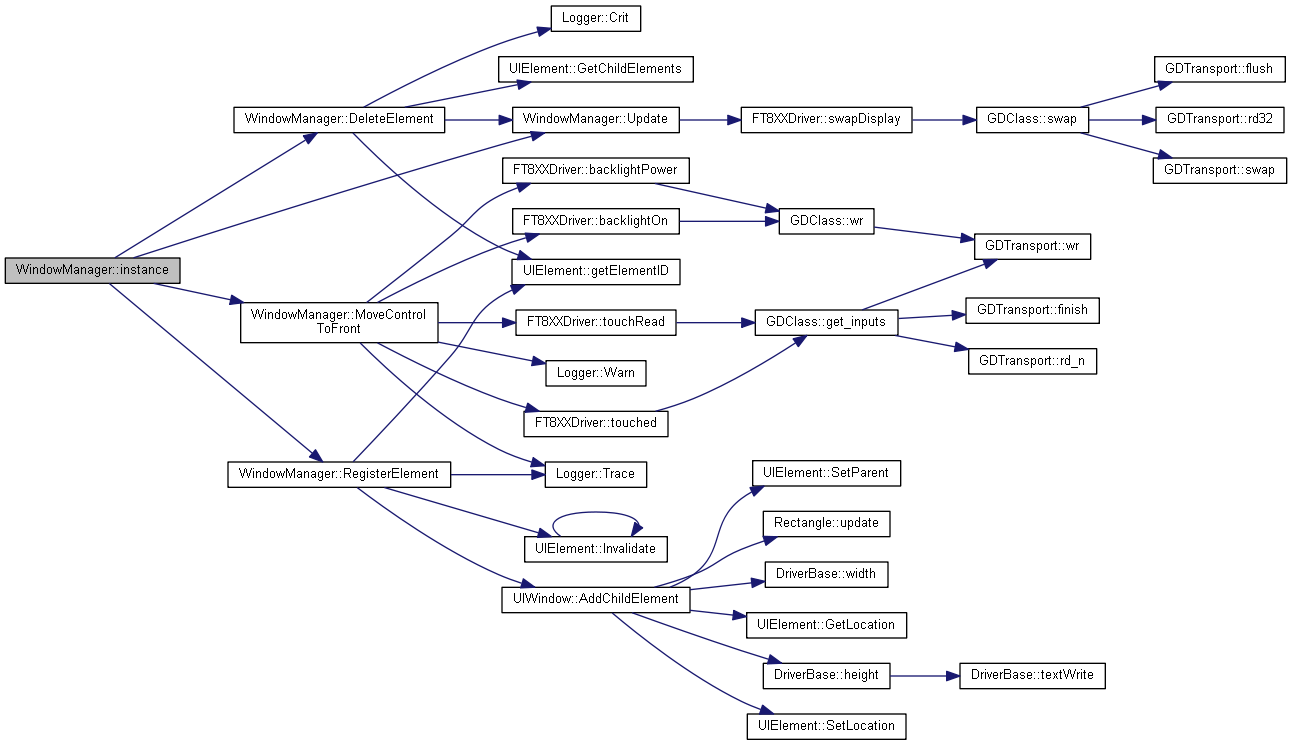 Logger::Crit
UIElement::GetChildElements
GDTransport::flush
WindowManager::DeleteElement
WindowManager::Update
FT8XXDriver::swapDisplay
GDClass::swap
GDTransport::rd32
FT8XXDriver::backlightPower
GDTransport::swap
FT8XXDriver::backlightOn
GDClass::wr
GDTransport::wr
WindowManager::instance
UIElement::getElementID
WindowManager::MoveControl
ToFront
FT8XXDriver::touchRead
GDClass::get_inputs
GDTransport::finish
Logger::Warn
GDTransport::rd_n
FT8XXDriver::touched
WindowManager::RegisterElement
Logger::Trace
UIElement::SetParent
Rectangle::update
UIElement::Invalidate
DriverBase::width
UIWindow::AddChildElement
UIElement::GetLocation
DriverBase::height
DriverBase::textWrite
UIElement::SetLocation